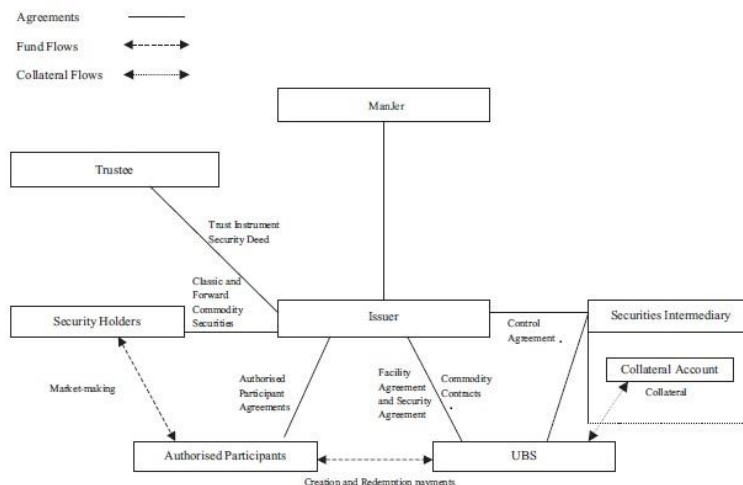 Agreements
Fund Flows
Collateral Flows
ManJer
Trustee
Trust Instrument
Security Deed
Classic and
Forward
Commodity
Securities
Security Holders
Issuer
Securities Intermediary
Control
Agreement .
Collateral Account
Collateral
Market-making
Authorised
Participant
Agreements
Facility
Agreement
and Security
Agreement
Commodity
Contracts
.
Authorised Participants
UBS
Creation and Redemption payments